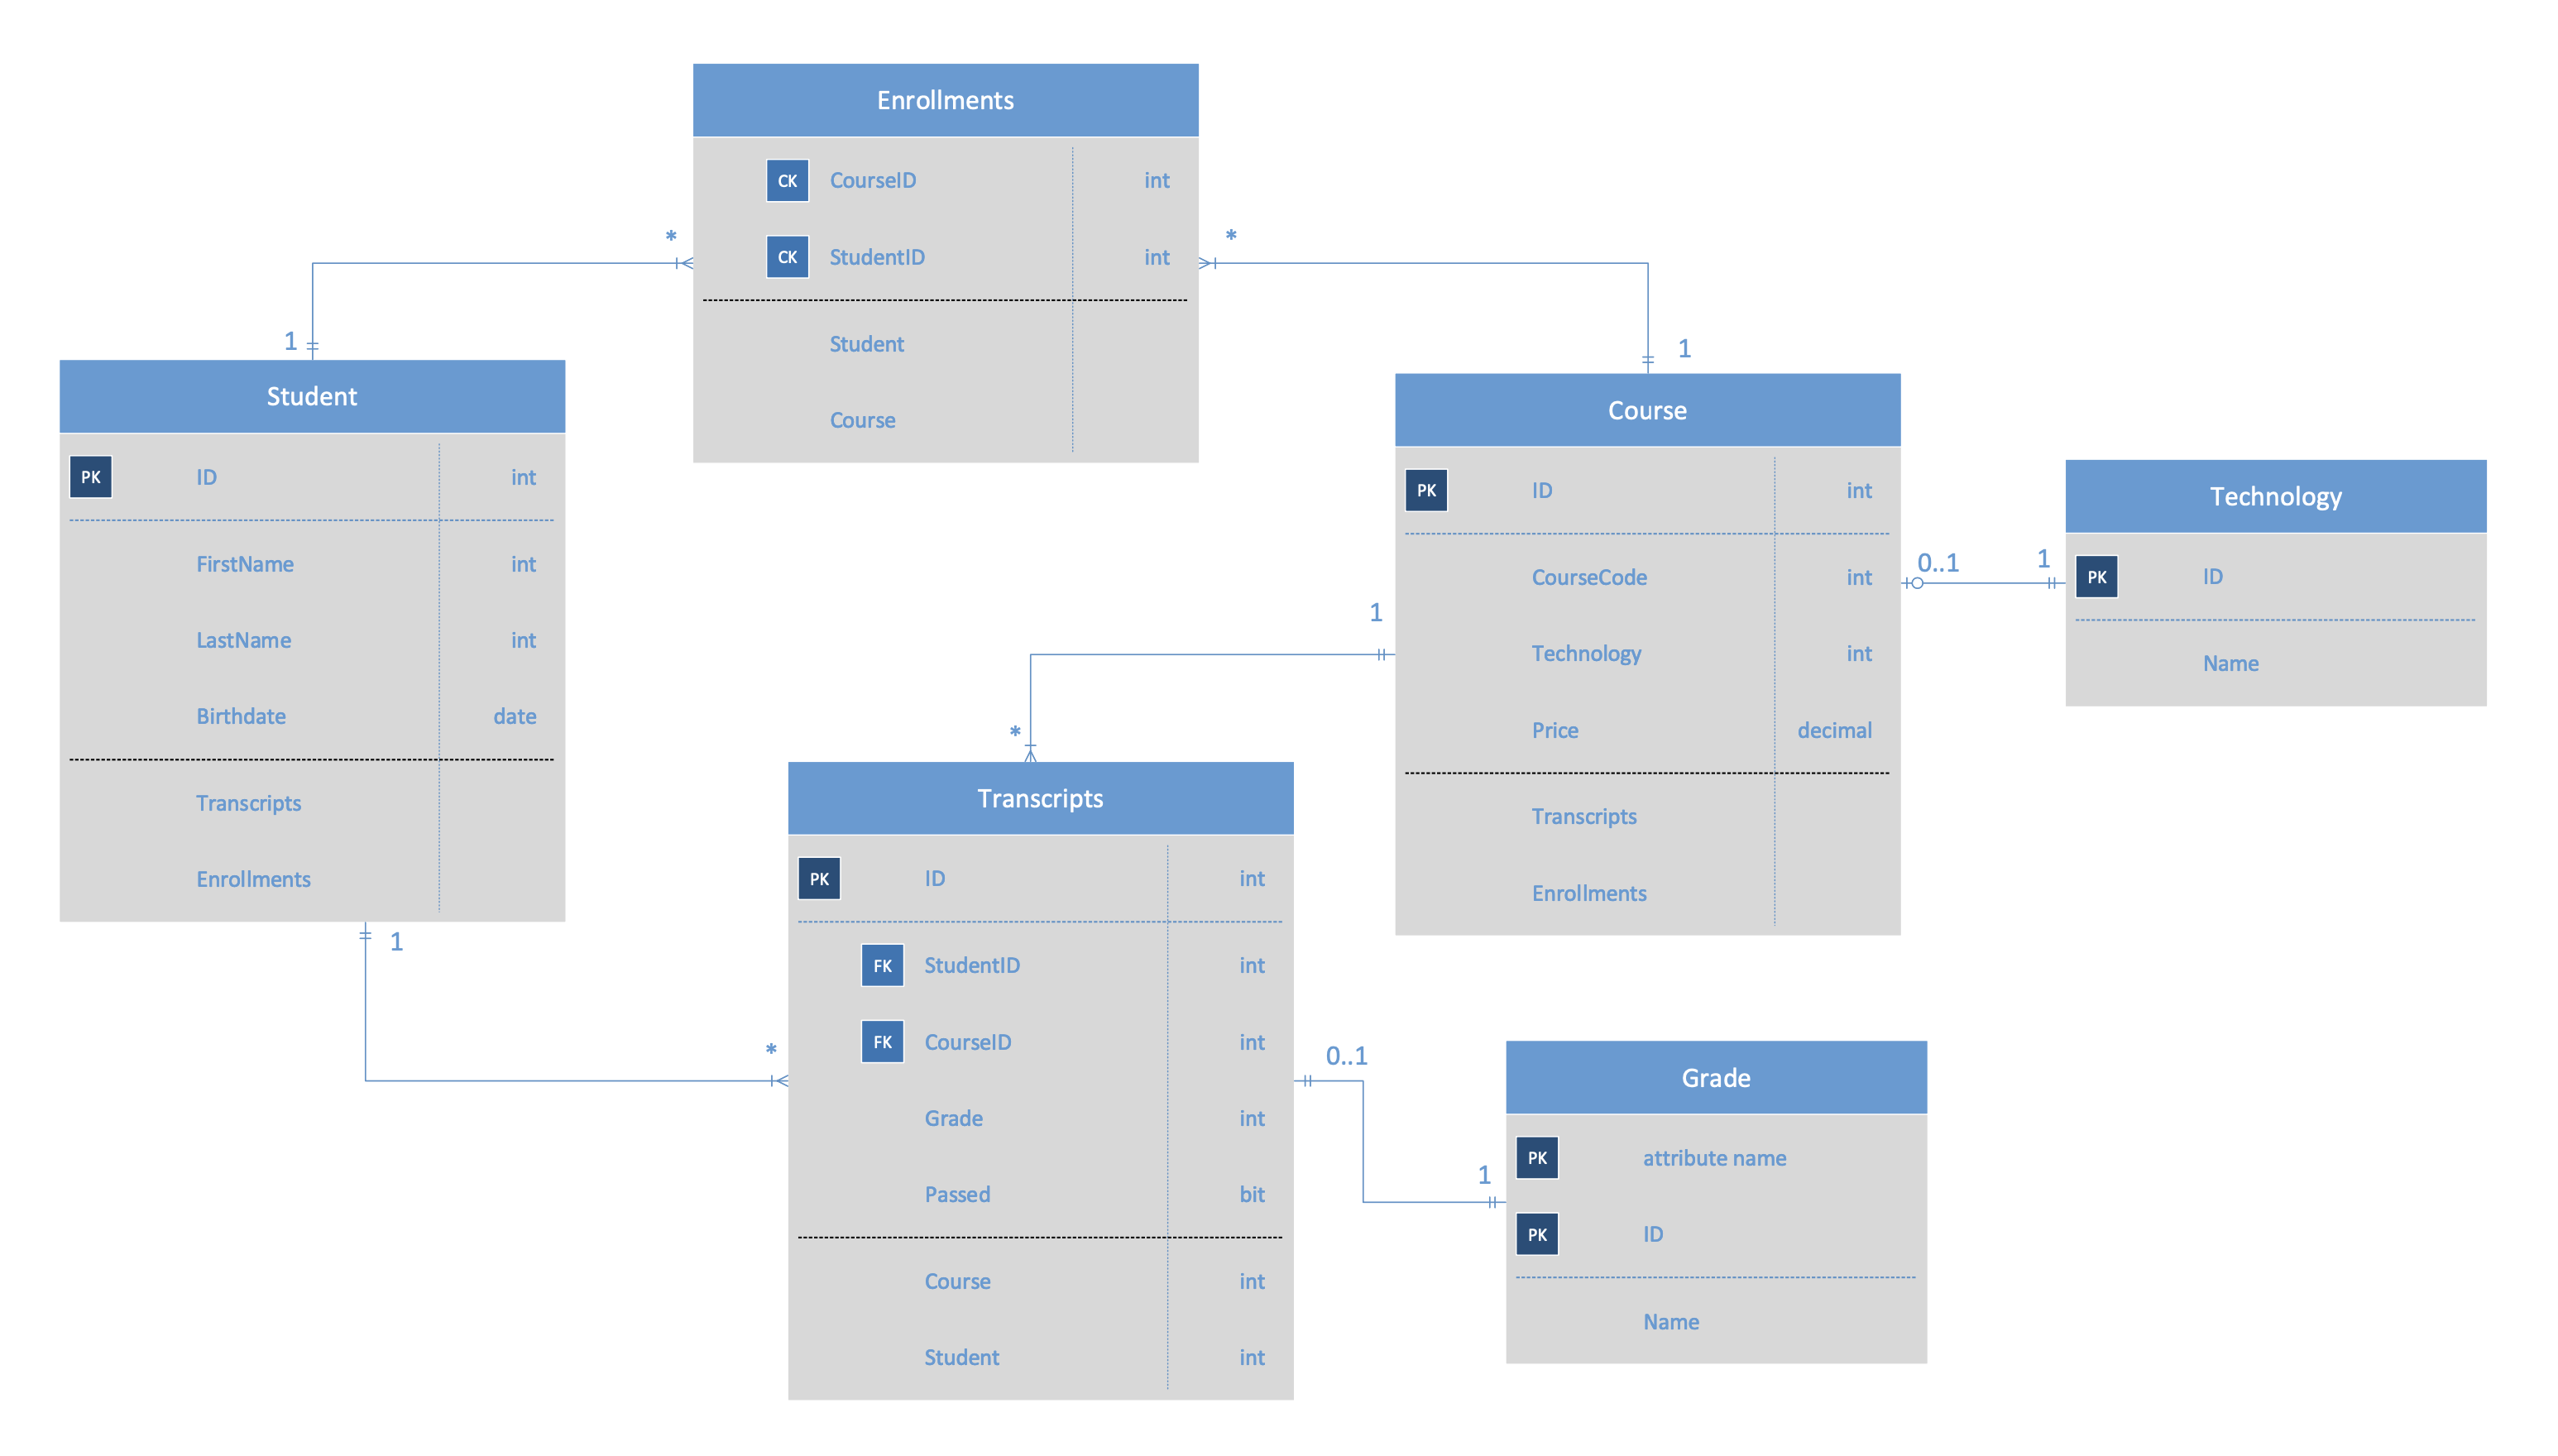 Enrollments
CK CourseID int
* *
CK StudentID int
Student
Course
1
1
Student
PK ID int
FirstName int
LastName int
Birthdate date
Transcripts
Enrollments
1
Course
PK ID int
CourseCode int
Technology int
Price decimal
Transcripts
Enrollments
0..1 1
Technology
PK ID
Name
1
*
Transcripts
PK ID int
FK StudentID int
FK CourseID int
Grade int
Passed bit
Course int
Student int
*
0..1
1
Grade
PK attribute name
PK ID
Name